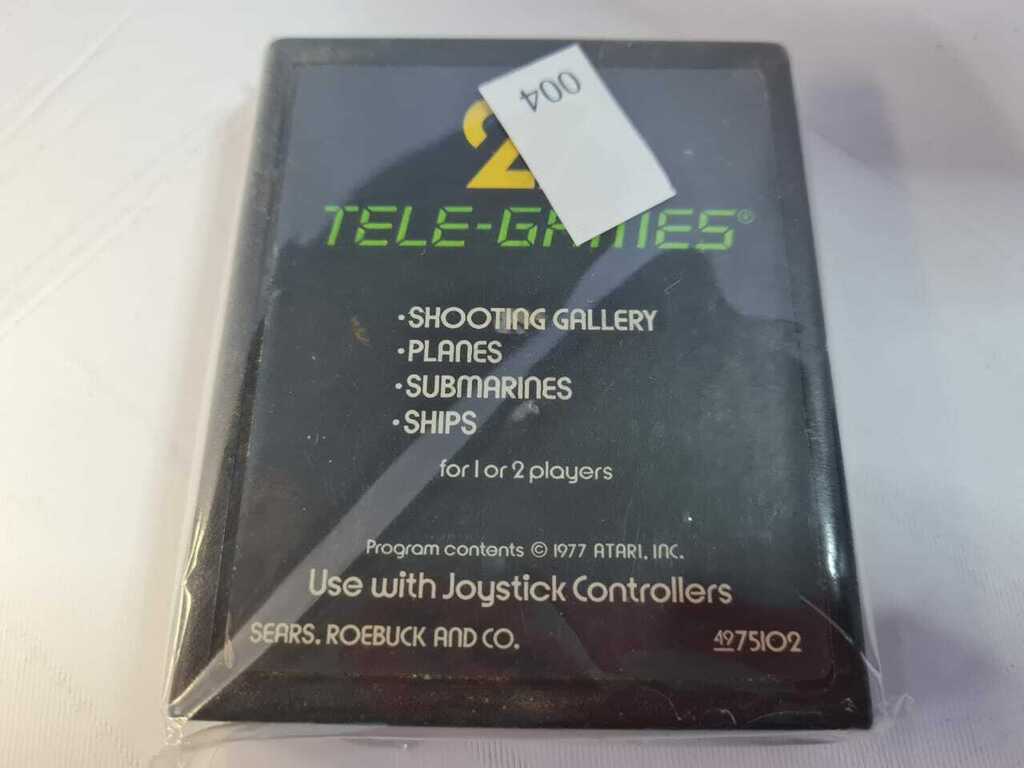 004
2
TELE-GAMES®
•SHOOTING GALLERY
•PLANES
•SUBMARINES
•SHIPS
for 1 or 2 players
Program contents © 1977 ATARI, INC.
Use with Joystick Controllers
SEARS, ROEBUCK AND CO. 4975102